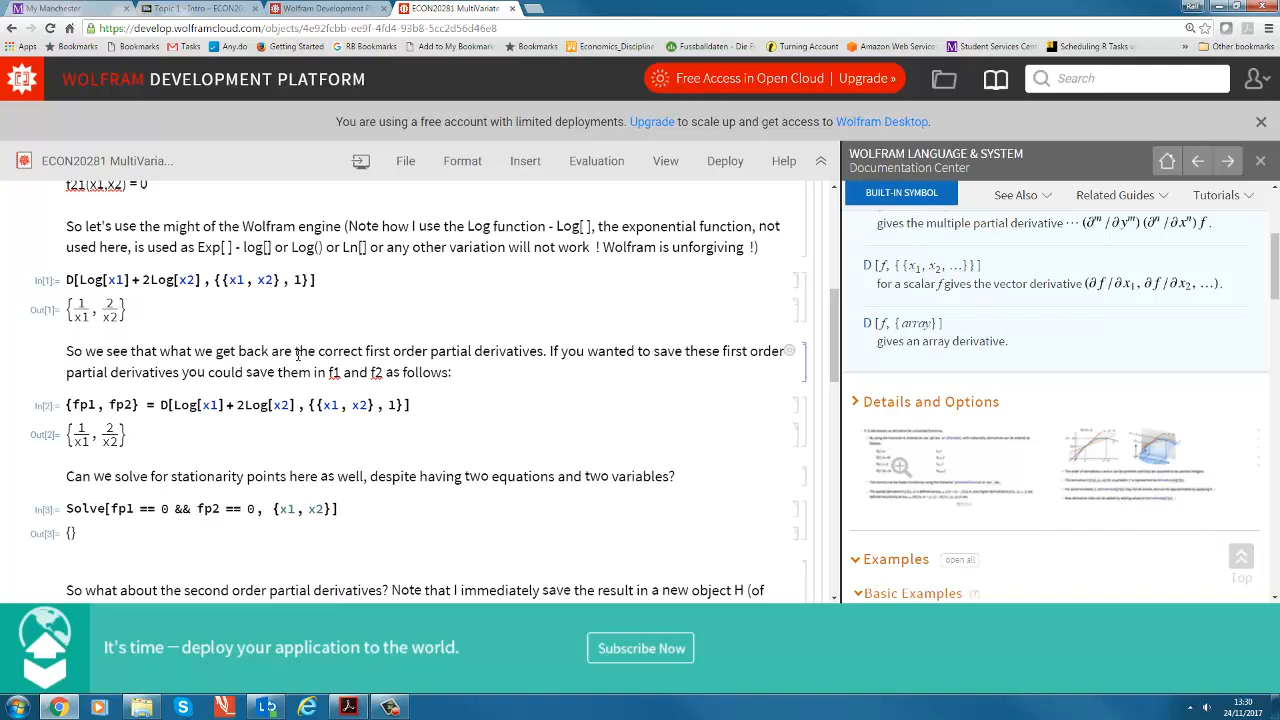 My Manchester
Topic 1 - Intro – ECON20
Wolfram Development Pl
ECON20281 MultiVariate
Ralf
https://develop.wolframcloud.com/objects/4e92fcbb-ee9f-4fd4-93b8-5cc2d56d46e8
Apps
Bookmarks
Bookmarks
Tasks
Any.do
Getting Started
RB Bookmarks
Add to My Bookmarks
Economics_Discipline
Fussballdaten - Die F
Turning Account
Amazon Web Service
Student Services Cent
Scheduling R Tasks v
»
Other bookmarks
WOLFRAM DEVELOPMENT PLATFORM
Free Access in Open Cloud | Upgrade »
Search
You are using a free account with limited deployments. Upgrade to scale up and get access to Wolfram Desktop.
ECON20281 MultiVaria...
File
Format
Insert
Evaluation
View
Deploy
Help
f21(x1,x2) = 0
So let's use the might of the Wolfram engine (Note how I use the Log function - Log[ ], the exponential function, not
used here, is used as Exp[ ] - log[] or Log() or Ln[] or any other variation will not work ! Wolfram is unforgiving !)
In[1]:= D[Log[x1] + 2 Log[x2] , {{x1 , x2} , 1}]
Out[1]= {1/x1, 2/x2}
So we see that what we get back are the correct first order partial derivatives. If you wanted to save these first order
partial derivatives you could save them in f1 and f2 as follows:
In[2]:= {fp1 , fp2} = D[Log[x1] + 2 Log[x2] , {{x1 , x2} , 1}]
Out[2]= {1/x1, 2/x2}
Can we solve for stationary points here as well, despite having two equations and two variables?
In[3]:= Solve[fp1 == 0 && fp2 == 0 , {x1 , x2}]
Out[3]= {}
So what about the second order partial derivatives? Note that I immediately save the result in a new object H (of
WOLFRAM LANGUAGE & SYSTEM
Documentation Center
BUILT-IN SYMBOL
See Also
Related Guides
Tutorials
gives the multiple partial derivative ⋯ (∂ᵐ/∂yᵐ) (∂ⁿ/∂xⁿ) f.
D[f, {{x₁, x₂, …}}]
for a scalar f gives the vector derivative (∂f/∂x₁, ∂f/∂x₂, …).
D[f, {array}]
gives an array derivative.
Details and Options
Examples
open all
Basic Examples (7)
Top
It's time — deploy your application to the world.
Subscribe Now
13:30
24/11/2017